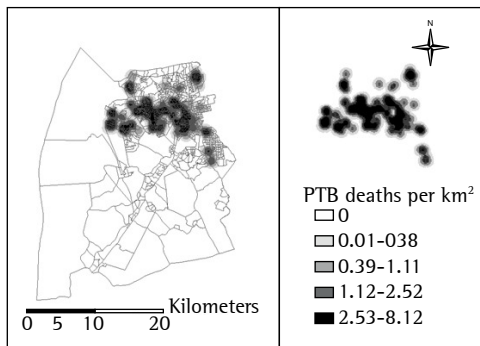 N
PTB deaths per km²
0
0.01-038
0.39-1.11
1.12-2.52
2.53-8.12
Kilometers
0 5 10 20